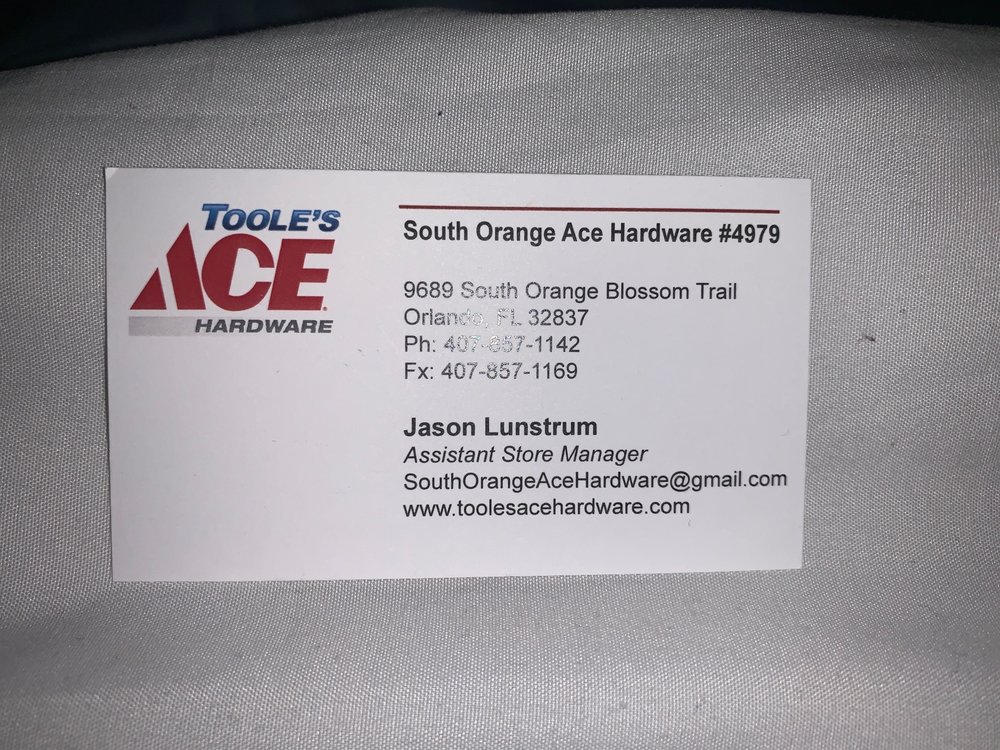 TOOLE'S
ACE
HARDWARE
South Orange Ace Hardware #4979
9689 South Orange Blossom Trail
Orlando, FL 32837
Ph: 407-857-1142
Fx: 407-857-1169
Jason Lunstrum
Assistant Store Manager
SouthOrangeAceHardware@gmail.com
www.toolesacehardware.com